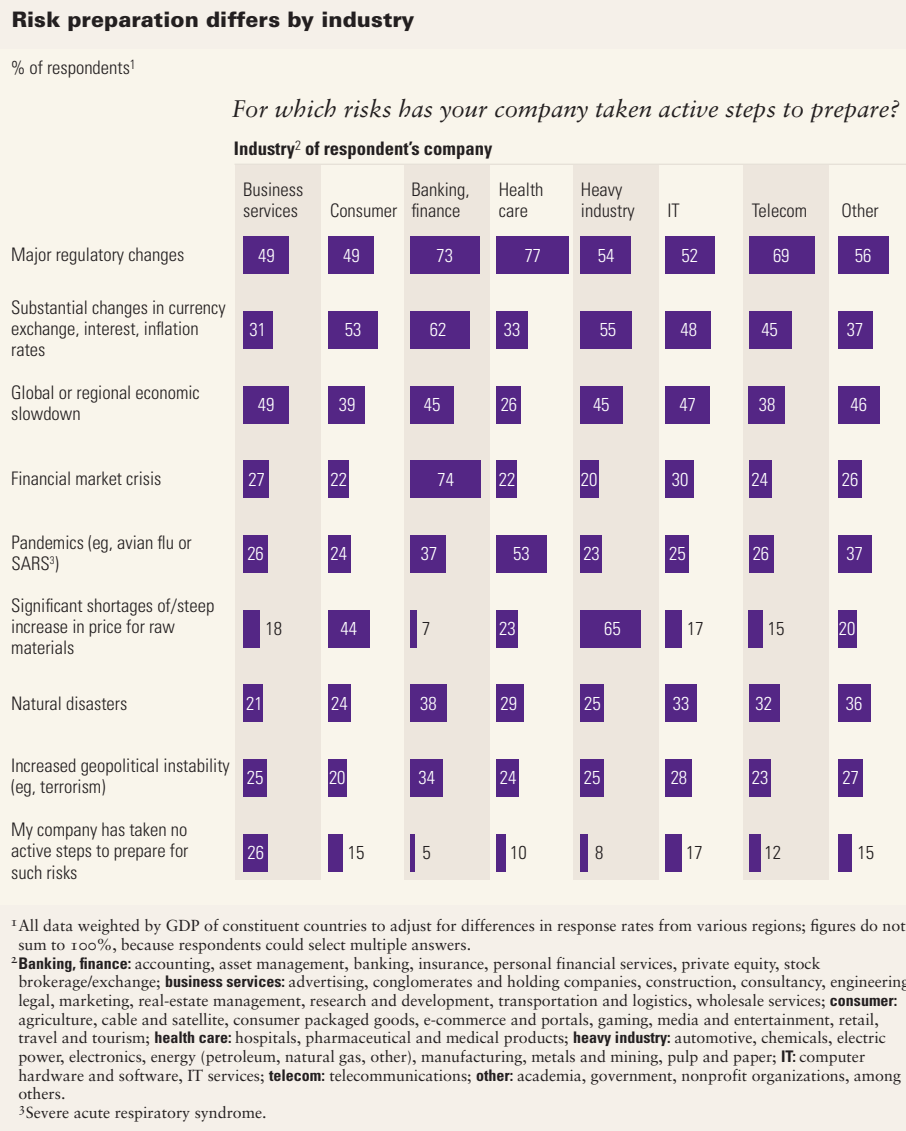 Risk preparation differs by industry
% of respondents¹
For which risks has your company taken active steps to prepare?
Industry² of respondent's company
Business services Consumer Banking, finance Health care Heavy industry IT Telecom Other
Major regulatory changes 49 49 73 77 54 52 69 56
Substantial changes in currency
exchange, interest, inflation
rates
31 53 62 33 55 48 45 37
Global or regional economic
slowdown
49 39 45 26 45 47 38 46
Financial market crisis 27 22 74 22 20 30 24 26
Pandemics (eg, avian flu or
SARS³)
26 24 37 53 23 25 26 37
Significant shortages of/steep
increase in price for raw
materials
18 44 7 23 65 17 15 20
Natural disasters 21 24 38 29 25 33 32 36
Increased geopolitical instability
(eg, terrorism)
25 20 34 24 25 28 23 27
My company has taken no
active steps to prepare for
such risks
26 15 5 10 8 17 12 15
¹All data weighted by GDP of constituent countries to adjust for differences in response rates from various regions; figures do not
sum to 100%, because respondents could select multiple answers.
²Banking, finance: accounting, asset management, banking, insurance, personal financial services, private equity, stock
brokerage/exchange; business services: advertising, conglomerates and holding companies, construction, consultancy, engineering
legal, marketing, real-estate management, research and development, transportation and logistics, wholesale services; consumer:
agriculture, cable and satellite, consumer packaged goods, e-commerce and portals, gaming, media and entertainment, retail,
travel and tourism; health care: hospitals, pharmaceutical and medical products; heavy industry: automotive, chemicals, electric
power, electronics, energy (petroleum, natural gas, other), manufacturing, metals and mining, pulp and paper; IT: computer
hardware and software, IT services; telecom: telecommunications; other: academia, government, nonprofit organizations, among
others.
³Severe acute respiratory syndrome.